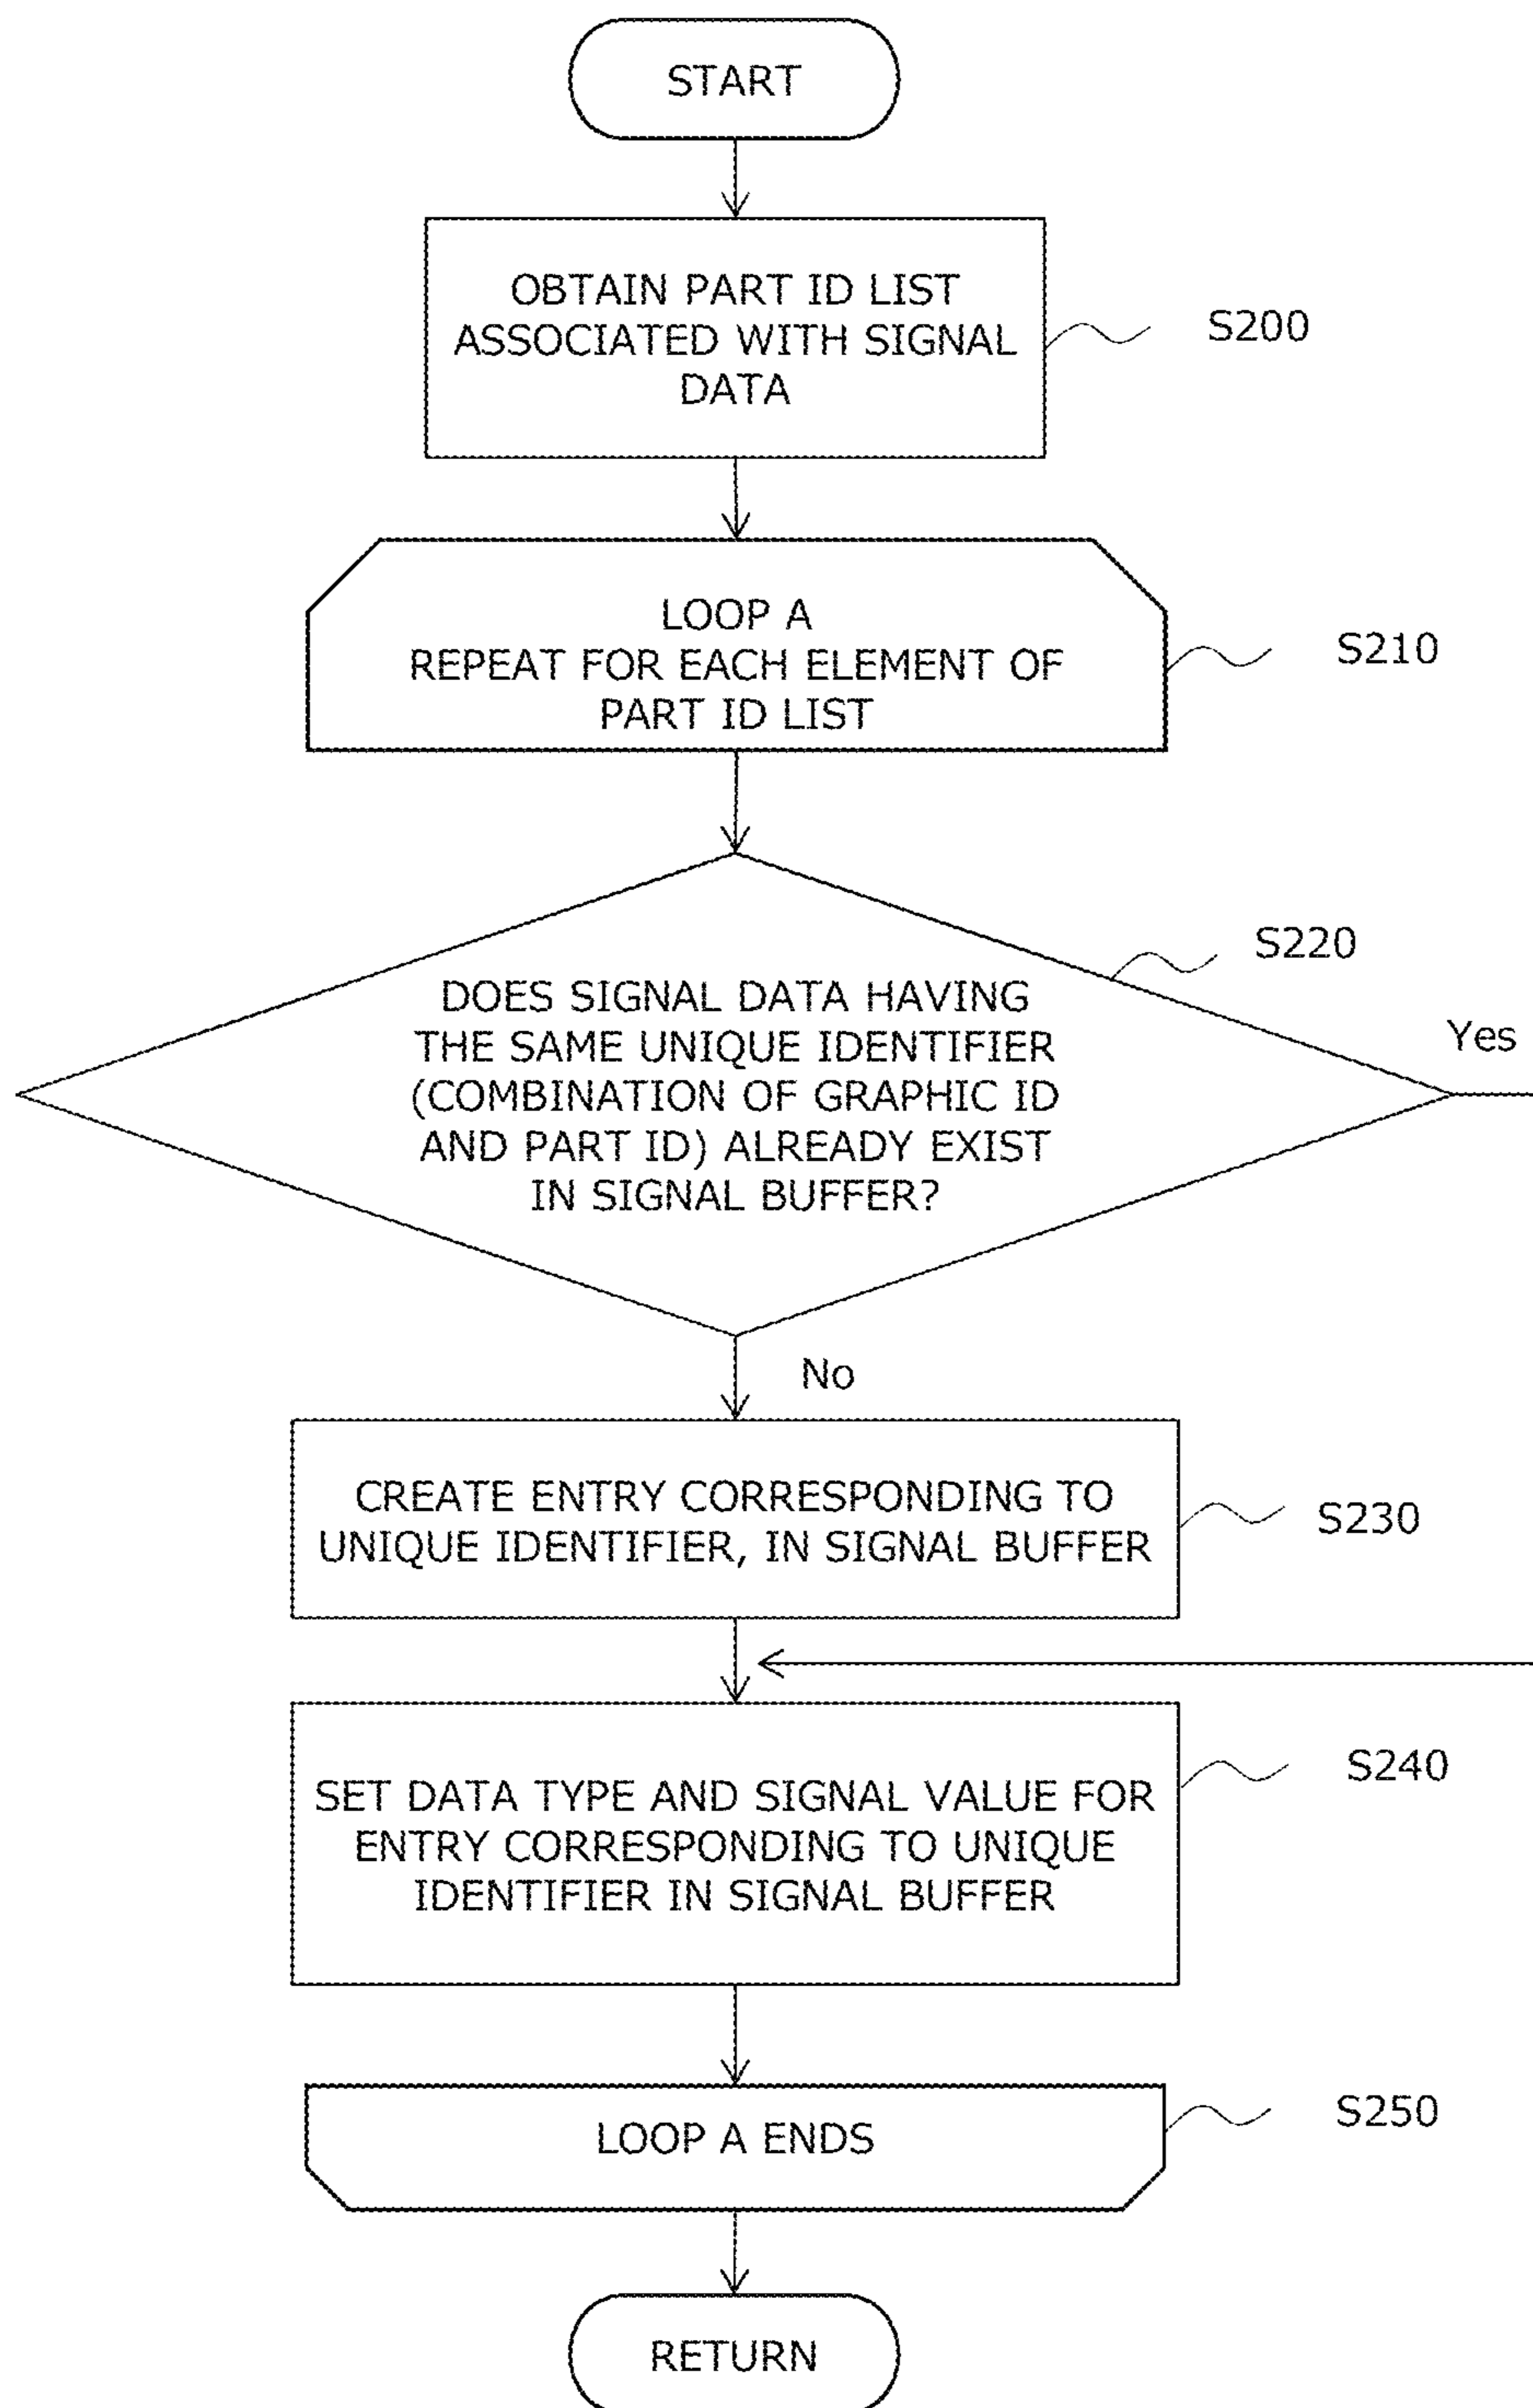 START
OBTAIN PART ID LIST
ASSOCIATED WITH SIGNAL
DATA
S200
LOOP A
REPEAT FOR EACH ELEMENT OF
PART ID LIST
S210
S220
DOES SIGNAL DATA HAVING
THE SAME UNIQUE IDENTIFIER
(COMBINATION OF GRAPHIC ID
AND PART ID) ALREADY EXIST
IN SIGNAL BUFFER?
Yes
No
CREATE ENTRY CORRESPONDING TO
UNIQUE IDENTIFIER, IN SIGNAL BUFFER
S230
SET DATA TYPE AND SIGNAL VALUE FOR
ENTRY CORRESPONDING TO UNIQUE
IDENTIFIER IN SIGNAL BUFFER
S240
LOOP A ENDS
S250
RETURN